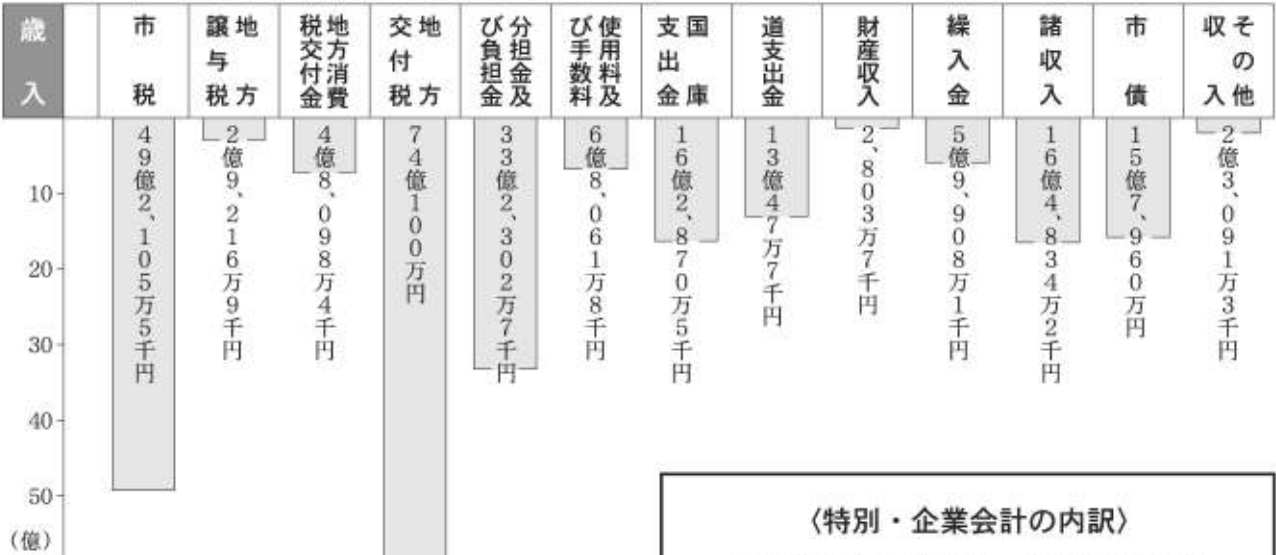 歳入
市税
地方譲与税
地方消費税交付金
地方交付税
分担金及び負担金
使用料及び手数料
国庫支出金
道支出金
財産収入
繰入金
諸収入
市債
その他収入
49億2、105万5千円
2億9、216万9千円
4億8、098万4千円
74億100万円
33億2、302万7千円
6億8、061万8千円
16億2、870万5千円
13億47万7千円
2、803万7千円
5億9、908万1千円
16億4、834万2千円
15億7、960万円
2億3、091万3千円
10
20
30
40
50
(億)
〈特別・企業会計の内訳〉